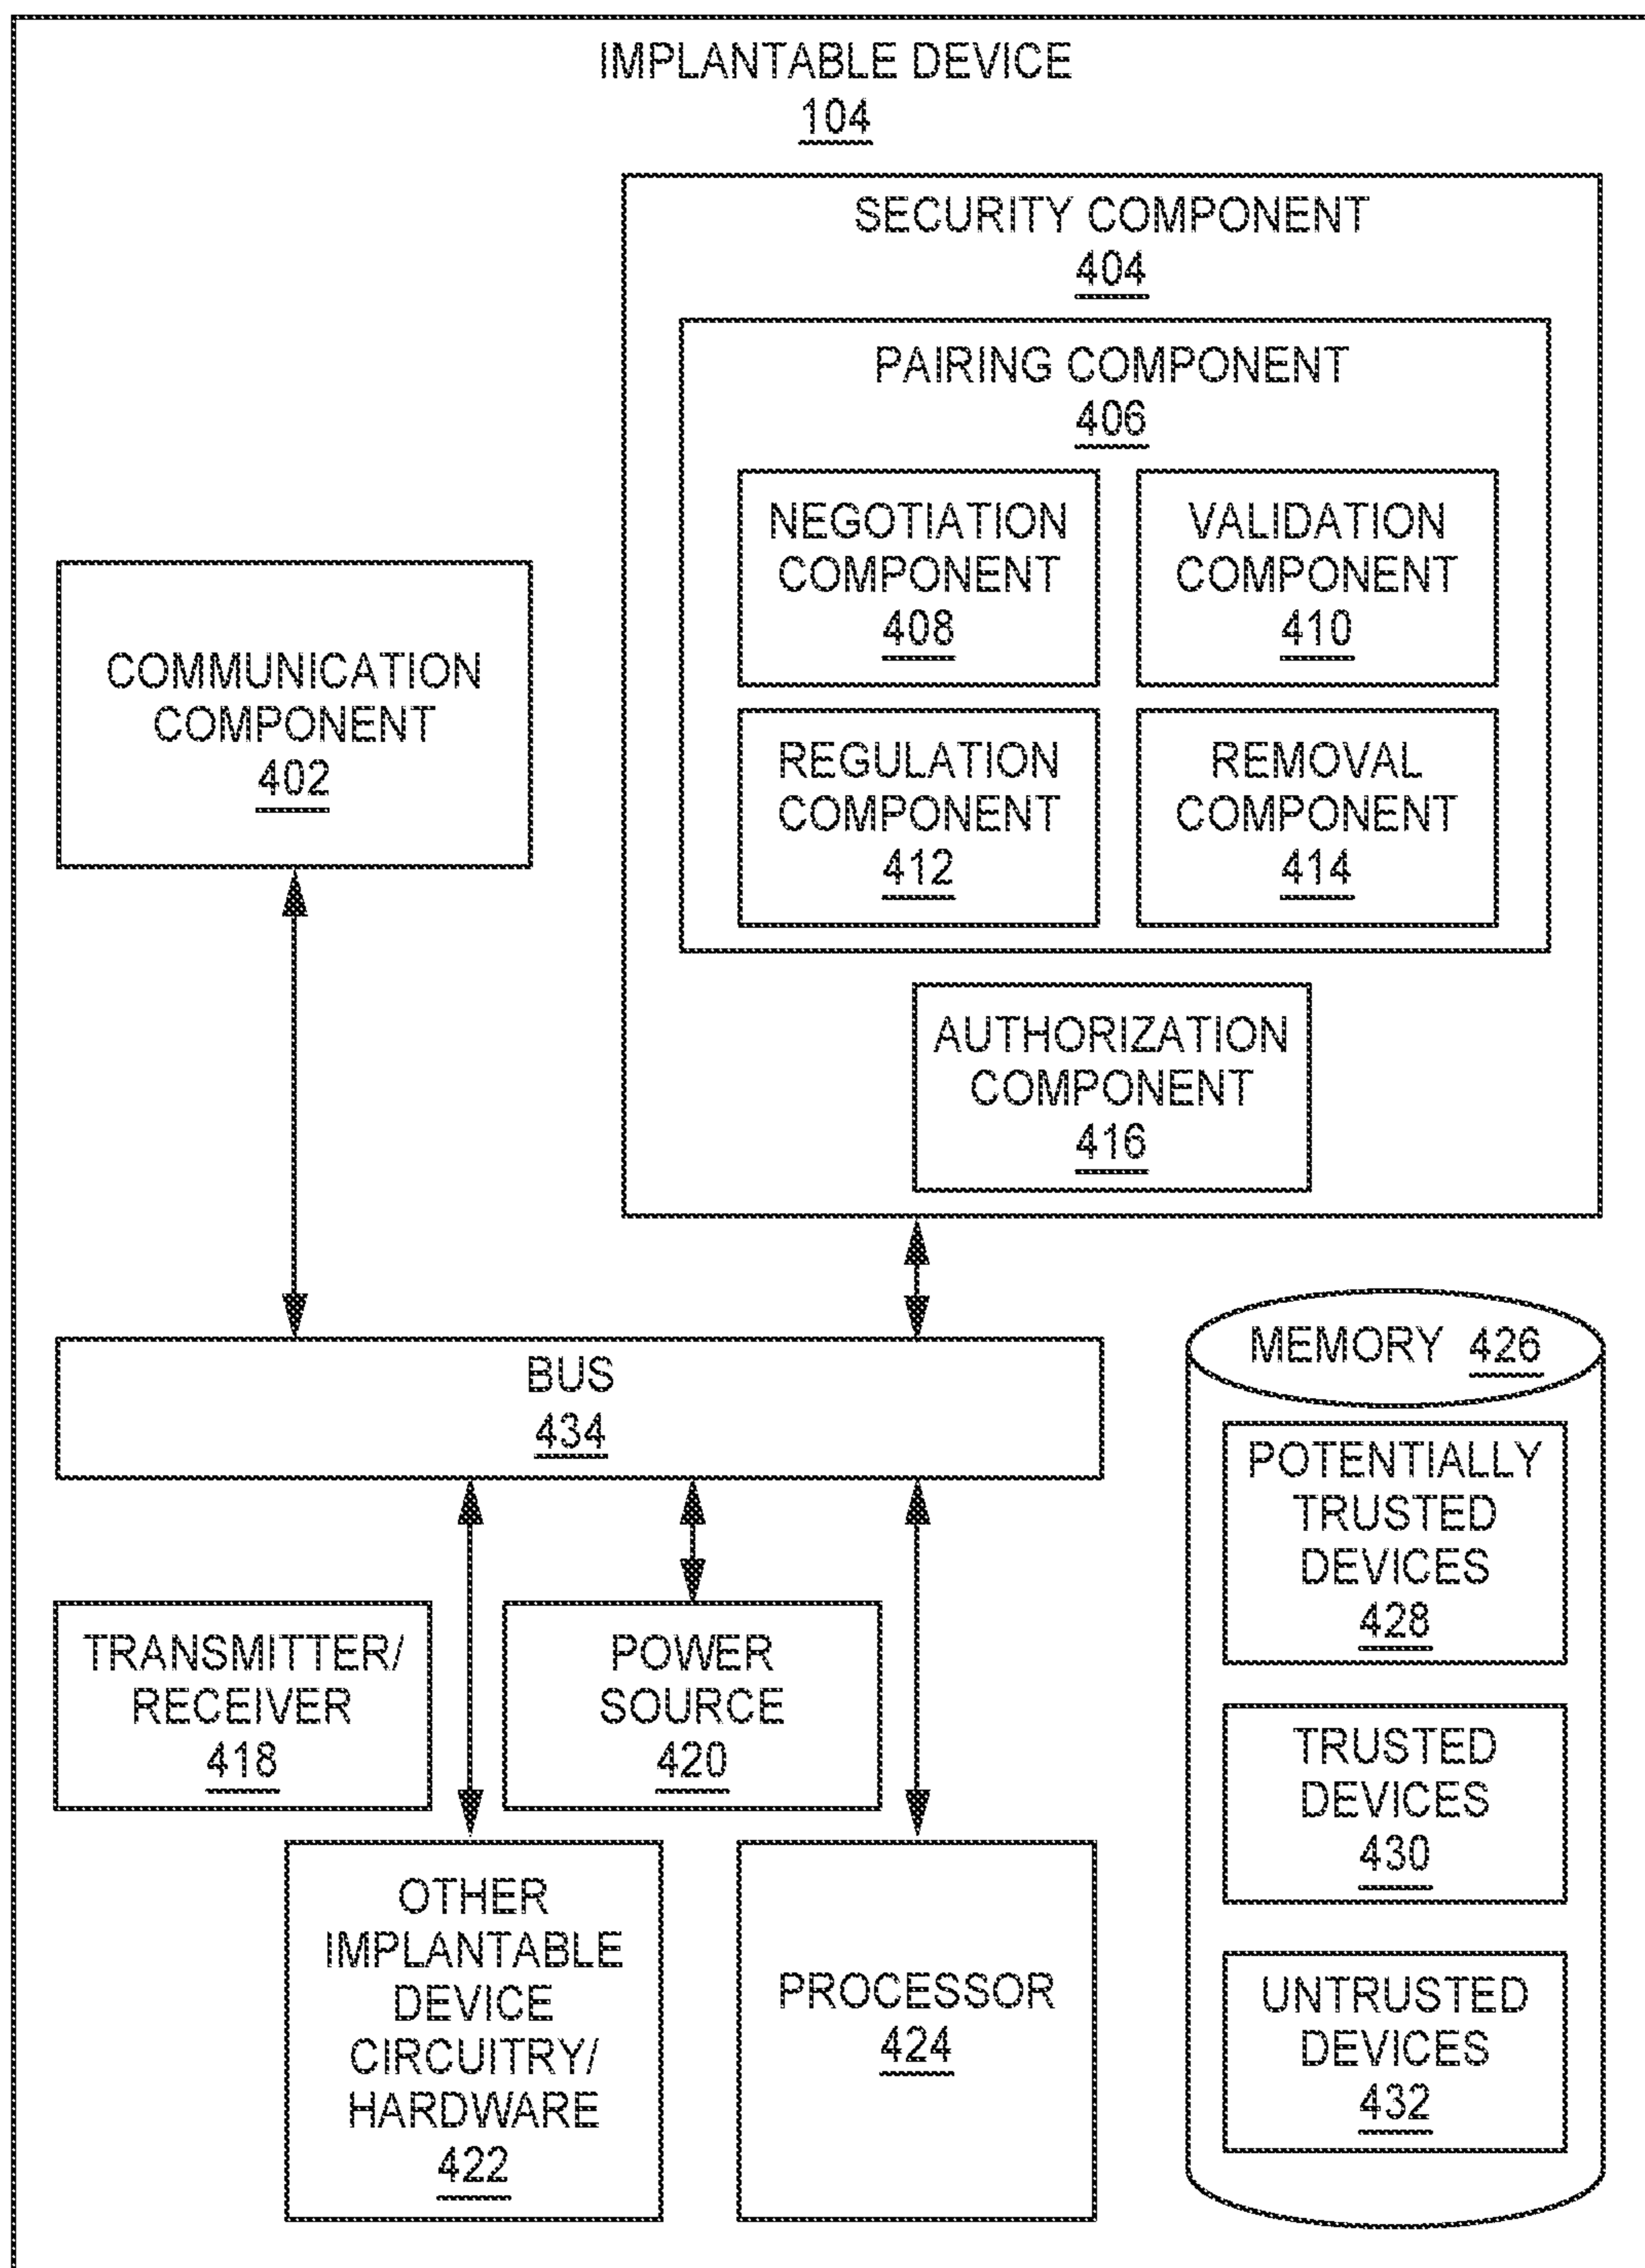 IMPLANTABLE DEVICE
104
SECURITY COMPONENT
404
PAIRING COMPONENT
406
NEGOTIATION
COMPONENT
408
VALIDATION
COMPONENT
410
REGULATION
COMPONENT
412
REMOVAL
COMPONENT
414
AUTHORIZATION
COMPONENT
416
COMMUNICATION
COMPONENT
402
BUS
434
MEMORY 426
POTENTIALLY
TRUSTED
DEVICES
428
TRUSTED
DEVICES
430
UNTRUSTED
DEVICES
432
TRANSMITTER/
RECEIVER
418
POWER
SOURCE
420
OTHER
IMPLANTABLE
DEVICE
CIRCUITRY/
HARDWARE
422
PROCESSOR
424